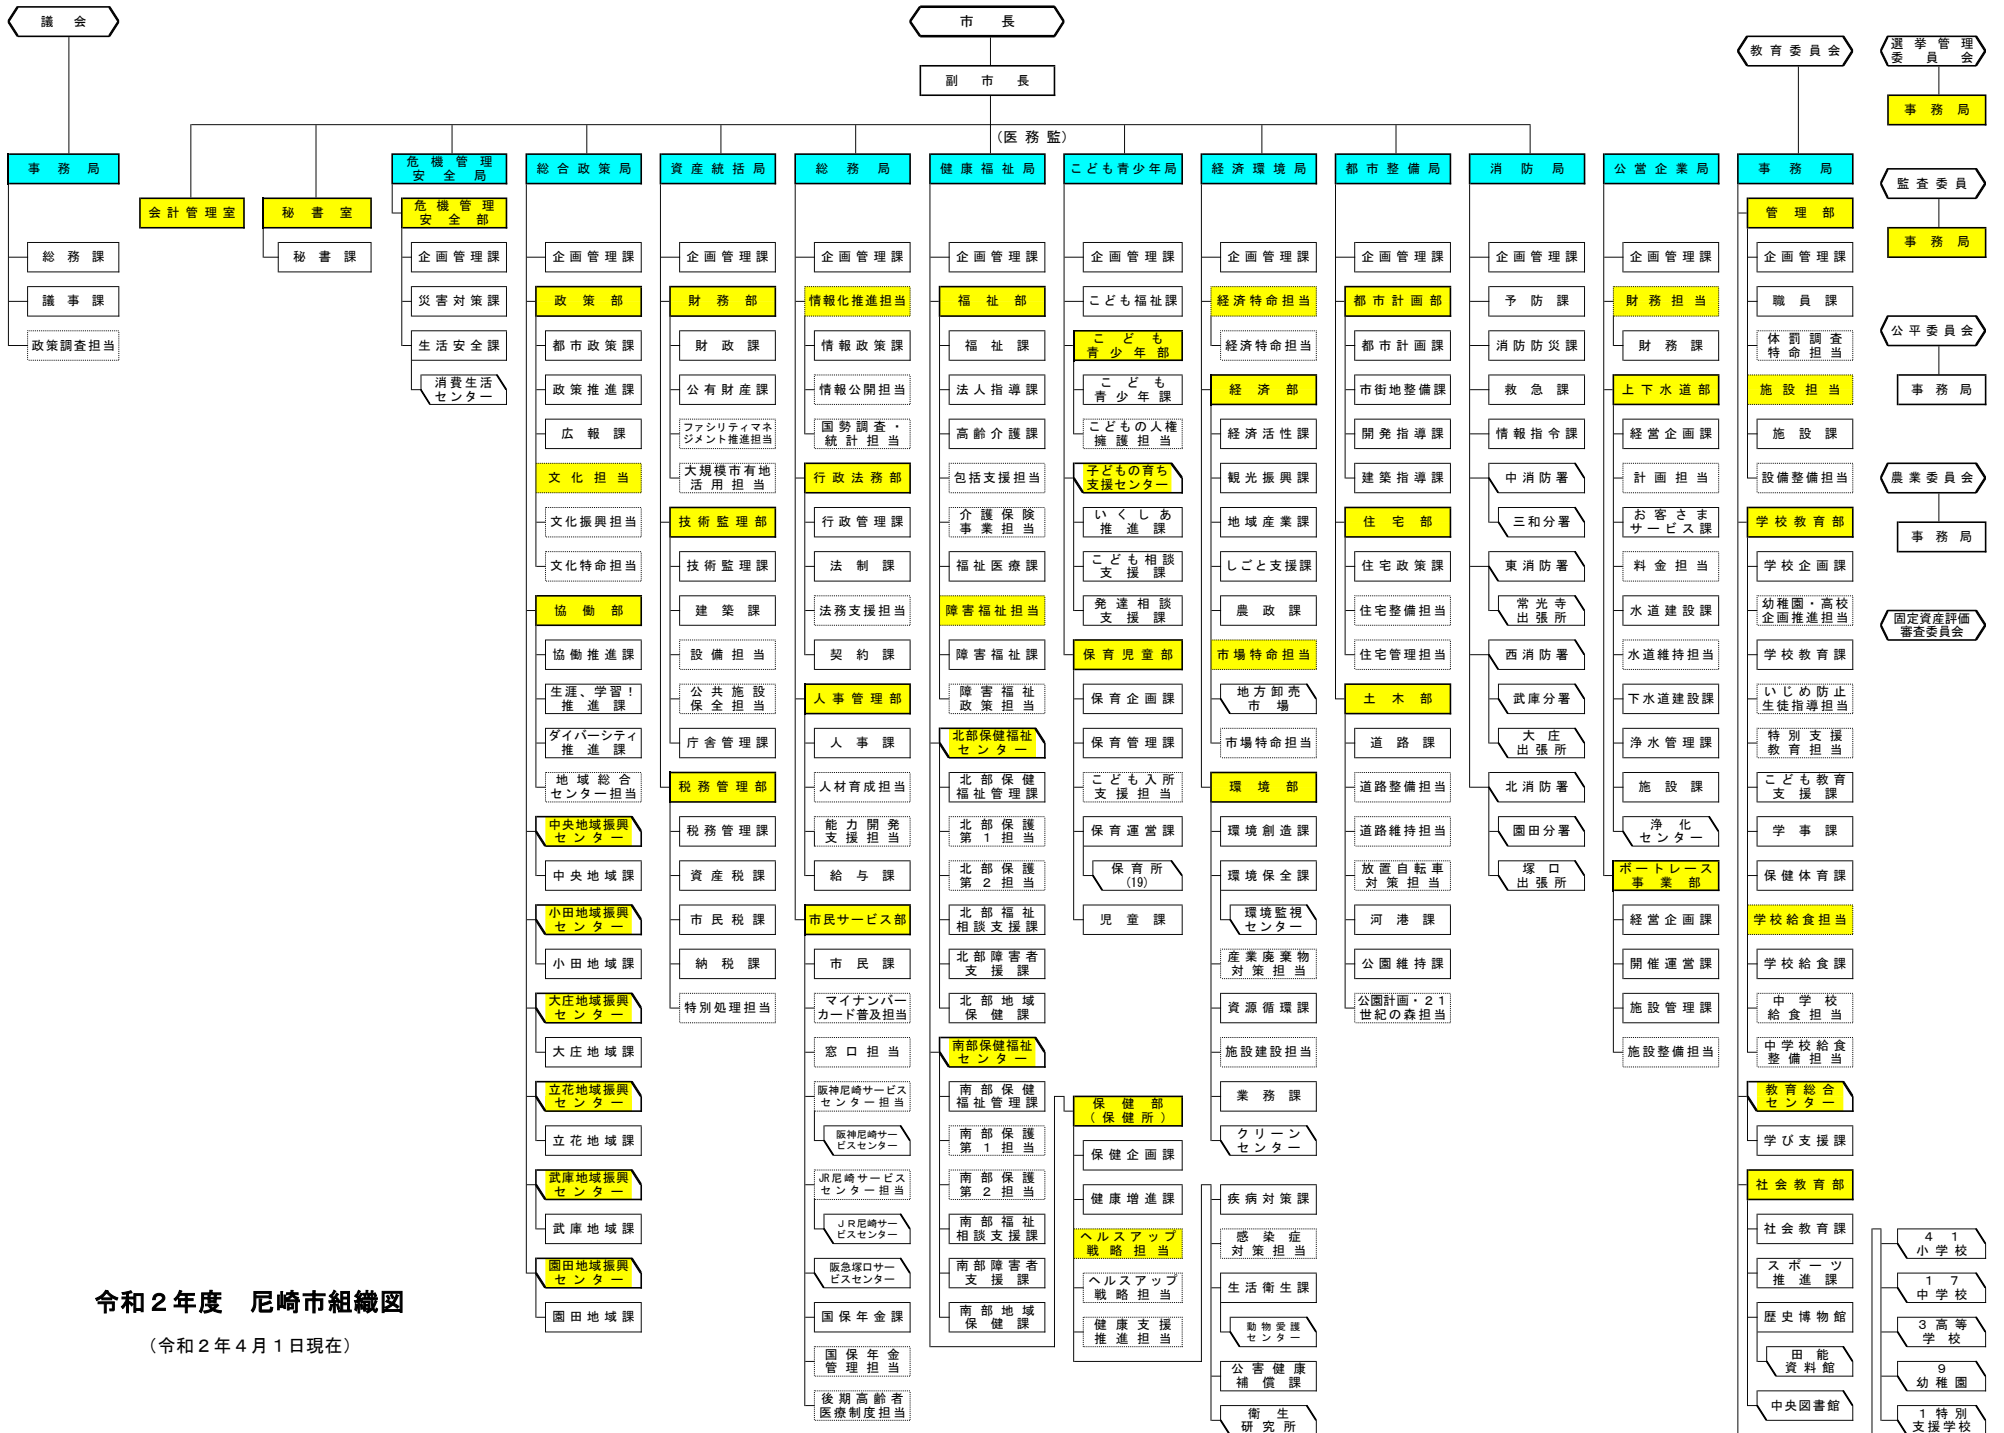 議会
事務局
総務課
議事課
政策調査担当
市長
副市長
(医務監)
会計管理室
秘書室
秘書課
危機管理
安全局
危機管理
安全部
企画管理課
災害対策課
生活安全課
消費生活
センター
総合政策局
企画管理課
政策部
都市政策課
政策推進課
広報課
文化担当
文化振興担当
文化特命担当
協働部
協働推進課
生涯、学習！
推進課
ダイバーシティ
推進課
地域総合
センター担当
中央地域振興
センター
中央地域課
小田地域振興
センター
小田地域課
大庄地域振興
センター
大庄地域課
立花地域振興
センター
立花地域課
武庫地域振興
センター
武庫地域課
園田地域振興
センター
園田地域課
資産統括局
企画管理課
財務部
財政課
公有財産課
ファシリティマネ
ジメント推進担当
大規模市有地
活用担当
技術監理部
技術監理課
建築課
設備担当
公共施設
保全担当
庁舎管理課
税務管理部
税務管理課
資産税課
市民税課
納税課
特別処理担当
総務局
企画管理課
情報化推進担当
情報政策課
情報公開担当
国勢調査・
統計担当
行政法務部
行政管理課
法制課
法務支援担当
契約課
人事管理部
人事課
人材育成担当
能力開発
支援担当
給与課
市民サービス部
市民課
マイナンバー
カード普及担当
窓口担当
阪神尼崎サービス
センター担当
阪神尼崎サー
ビスセンター
JR尼崎サービス
センター担当
ＪＲ尼崎サー
ビスセンター
阪急塚口サー
ビスセンター
国保年金課
国保年金
管理担当
後期高齢者
医療制度担当
健康福祉局
企画管理課
福祉部
福祉課
法人指導課
高齢介護課
包括支援担当
介護保険
事業担当
福祉医療課
障害福祉担当
障害福祉課
障害福祉
政策担当
北部保健福祉
センター
北部保健
福祉管理課
北部保護
第１担当
北部保護
第２担当
北部福祉
相談支援課
北部障害者
支援課
北部地域
保健課
南部保健福祉
センター
南部保健
福祉管理課
南部保護
第１担当
南部保護
第２担当
南部福祉
相談支援課
南部障害者
支援課
南部地域
保健課
保健部
(保健所)
保健企画課
健康増進課
ヘルスアップ
戦略担当
ヘルスアップ
戦略担当
健康支援
推進担当
疾病対策課
感染症
対策担当
生活衛生課
動物愛護
センター
公害健康
補償課
衛生
研究所
こども青少年局
企画管理課
こども福祉課
こども
青少年部
こども
青少年課
こどもの人権
擁護担当
子どもの育ち
支援センター
いくしあ
推進課
こども相談
支援課
発達相談
支援課
保育児童部
保育企画課
保育管理課
こども入所
支援担当
保育運営課
保育所
(19)
児童課
経済環境局
企画管理課
経済特命担当
経済特命担当
経済部
経済活性課
観光振興課
地域産業課
しごと支援課
農政課
市場特命担当
地方卸売
市場
市場特命担当
環境部
環境創造課
環境保全課
環境監視
センター
産業廃棄物
対策担当
資源循環課
施設建設担当
業務課
クリーン
センター
都市整備局
企画管理課
都市計画部
都市計画課
市街地整備課
開発指導課
建築指導課
住宅部
住宅政策課
住宅整備担当
住宅管理担当
土木部
道路課
道路整備担当
道路維持担当
放置自転車
対策担当
河港課
公園維持課
公園計画・２１
世紀の森担当
消防局
企画管理課
予防課
消防防災課
救急課
情報指令課
中消防署
三和分署
東消防署
常光寺
出張所
西消防署
武庫分署
大庄
出張所
北消防署
園田分署
塚口
出張所
公営企業局
企画管理課
財務担当
財務課
上下水道部
経営企画課
計画担当
お客さま
サービス課
料金担当
水道建設課
水道維持担当
下水道建設課
浄水管理課
施設課
浄化
センター
ボートレース
事業部
経営企画課
開催運営課
施設管理課
施設整備担当
教育委員会
事務局
管理部
企画管理課
職員課
体罰調査
特命担当
施設担当
施設課
設備整備担当
学校教育部
学校企画課
幼稚園・高校
企画推進担当
学校教育課
いじめ防止
生徒指導担当
特別支援
教育担当
こども教育
支援課
学事課
保健体育課
学校給食担当
学校給食課
中学校
給食担当
中学校給食
整備担当
教育総合
センター
学び支援課
社会教育部
社会教育課
スポーツ
推進課
歴史博物館
田能
資料館
中央図書館
４１
小学校
１７
中学校
３高等
学校
９
幼稚園
１特別
支援学校
選挙管理
委員会
事務局
監査委員
事務局
公平委員会
事務局
農業委員会
事務局
固定資産評価
審査委員会
令和２年度　尼崎市組織図
（令和２年４月１日現在）